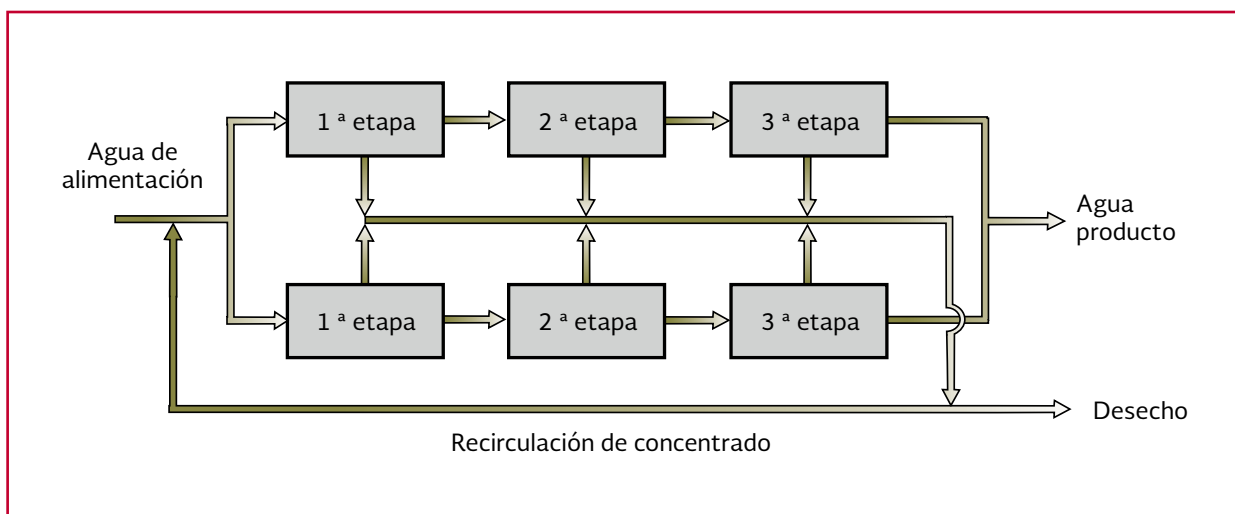 1 ª etapa
2 ª etapa
3 ª etapa
Agua de
alimentación
Agua
producto
1 ª etapa
2 ª etapa
3 ª etapa
Desecho
Recirculación de concentrado